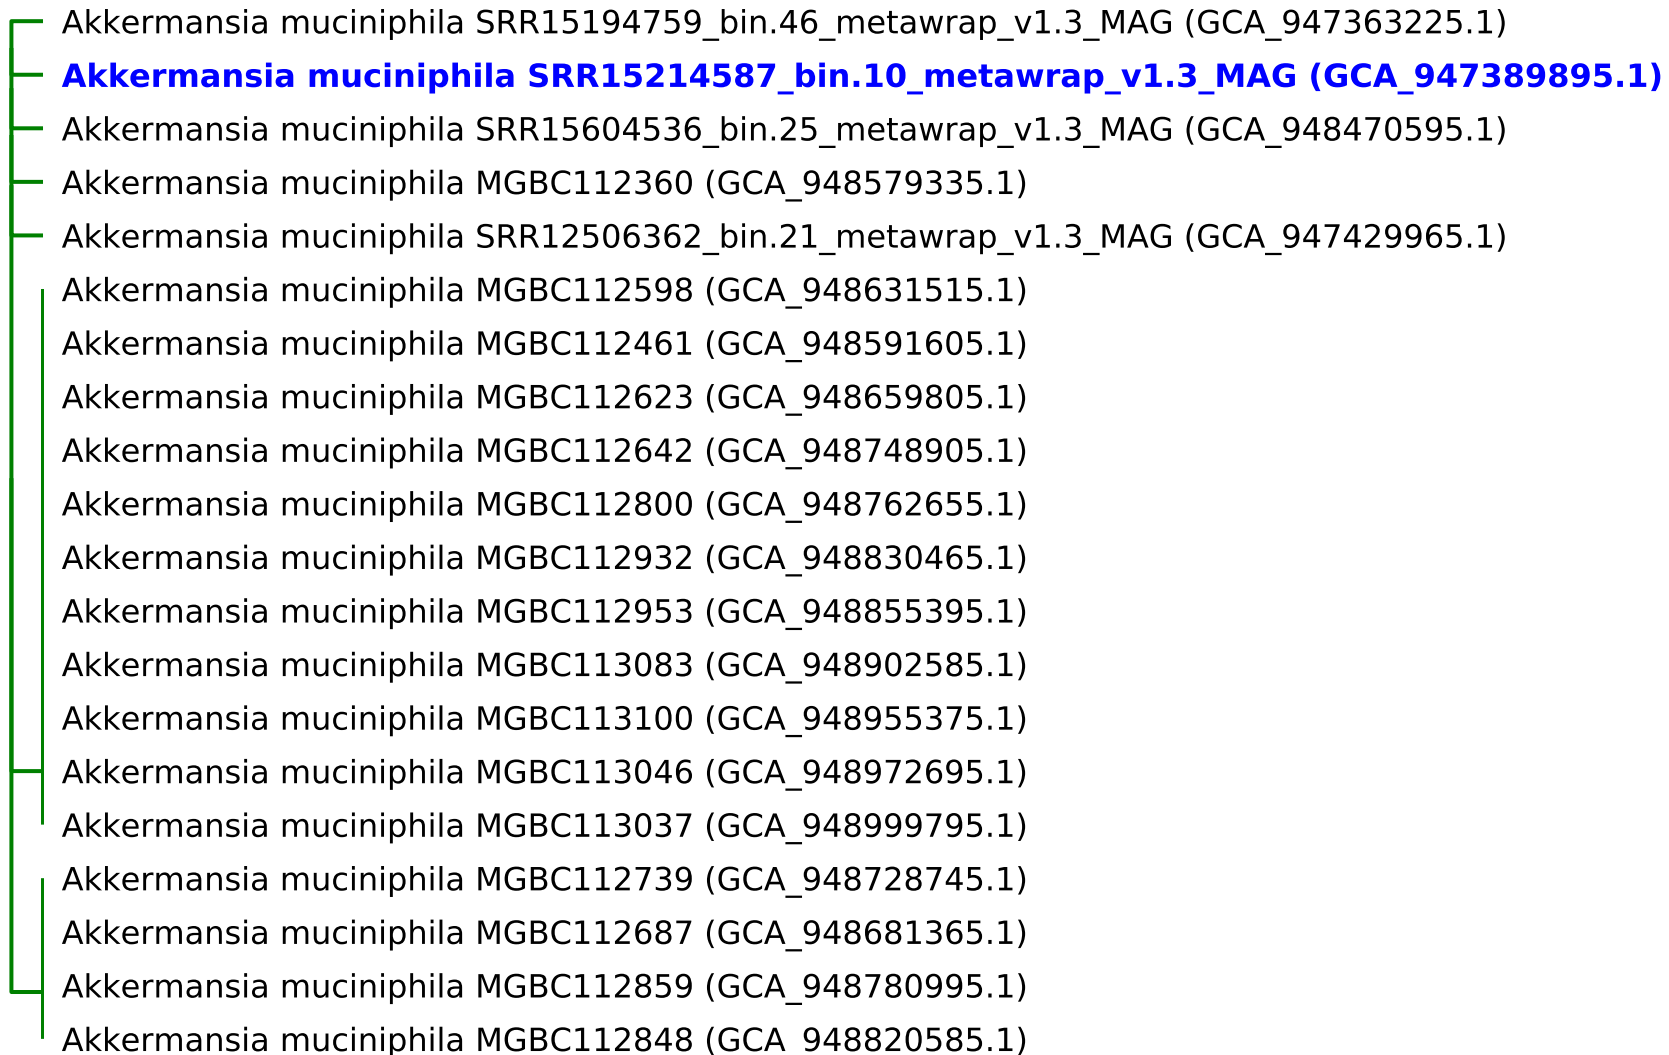 Akkermansia muciniphila SRR15194759_bin.46_metawrap_v1.3_MAG (GCA_947363225.1)
Akkermansia muciniphila SRR15214587_bin.10_metawrap_v1.3_MAG (GCA_947389895.1)
Akkermansia muciniphila SRR15604536_bin.25_metawrap_v1.3_MAG (GCA_948470595.1)
Akkermansia muciniphila MGBC112360 (GCA_948579335.1)
Akkermansia muciniphila SRR12506362_bin.21_metawrap_v1.3_MAG (GCA_947429965.1)
Akkermansia muciniphila MGBC112598 (GCA_948631515.1)
Akkermansia muciniphila MGBC112461 (GCA_948591605.1)
Akkermansia muciniphila MGBC112623 (GCA_948659805.1)
Akkermansia muciniphila MGBC112642 (GCA_948748905.1)
Akkermansia muciniphila MGBC112800 (GCA_948762655.1)
Akkermansia muciniphila MGBC112932 (GCA_948830465.1)
Akkermansia muciniphila MGBC112953 (GCA_948855395.1)
Akkermansia muciniphila MGBC113083 (GCA_948902585.1)
Akkermansia muciniphila MGBC113100 (GCA_948955375.1)
Akkermansia muciniphila MGBC113046 (GCA_948972695.1)
Akkermansia muciniphila MGBC113037 (GCA_948999795.1)
Akkermansia muciniphila MGBC112739 (GCA_948728745.1)
Akkermansia muciniphila MGBC112687 (GCA_948681365.1)
Akkermansia muciniphila MGBC112859 (GCA_948780995.1)
Akkermansia muciniphila MGBC112848 (GCA_948820585.1)